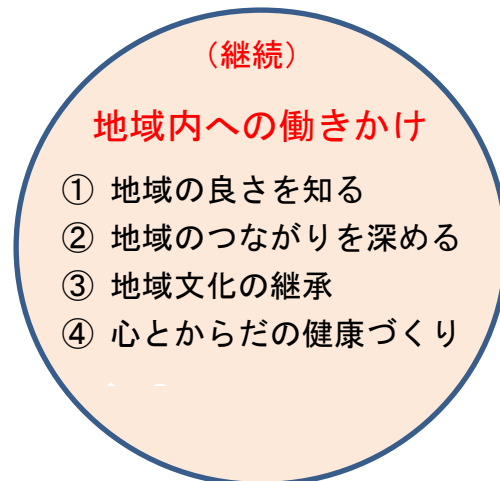 （継続）
地域内への働きかけ
① 地域の良さを知る
② 地域のつながりを深める
③ 地域文化の継承
④ 心とからだの健康づくり